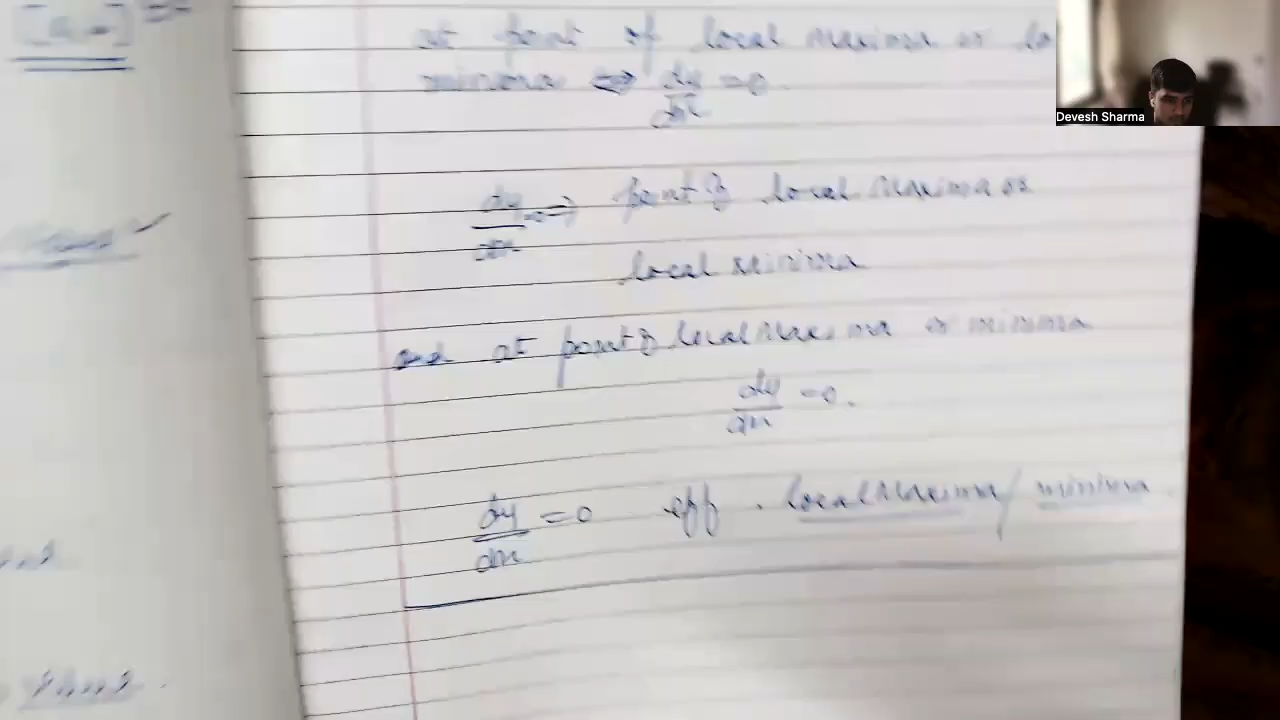 at point of local maxima or lo
minima ⇔ dy/dx = 0.
Devesh Sharma
dy/dx =0 ⇒ point of local Maxima or
local minima
and at point of local Maxima or minima
dy/dx = 0.
dy/dx = 0 iff . local Maxima / minima